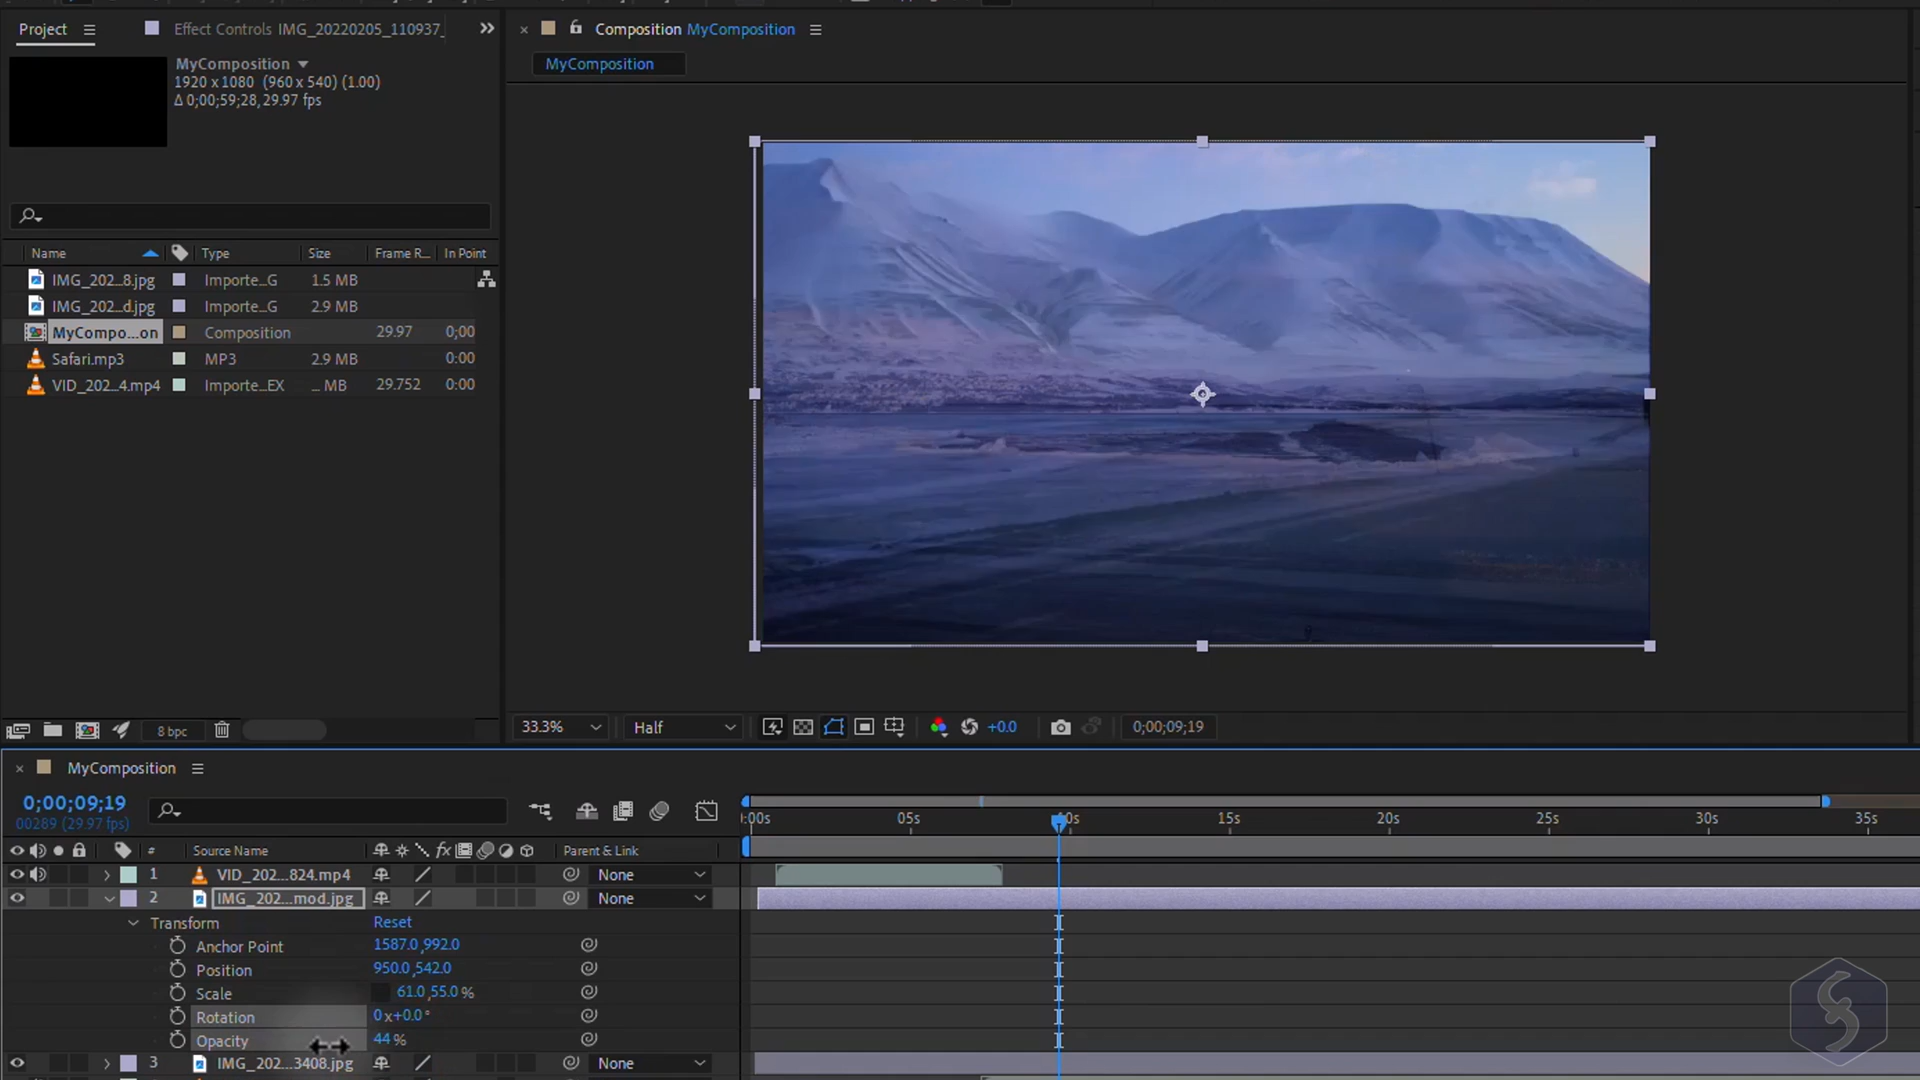 Project
Effect Controls IMG_20220205_110937_
MyComposition
1920 x 1080 (960 x 540) (1.00)
Δ 0;00;59;28, 29.97 fps
Composition MyComposition
MyComposition
Name Type Size Frame R... In Point
IMG_202...8.jpg Importe...G 1.5 MB
IMG_202...d.jpg Importe...G 2.9 MB
MyCompo...on Composition 29.97 0;00
Safari.mp3 MP3 2.9 MB 0:00
VID_202...4.mp4 Importe...EX ... MB 29.752 0:00
8 bpc
33.3% Half +0.0 0;00;09;19
MyComposition
0;00;09;19
00289 (29.97 fps)
:00s 05s 10s 15s 20s 25s 30s 35s
# Source Name fx Parent & Link
1 VID_202...824.mp4 None
2 IMG_202...mod.jpg None
Transform Reset
Anchor Point 1587.0,992.0
Position 950.0,542.0
Scale 61.0,55.0 %
Rotation 0x+0.0°
Opacity 44 %
3 IMG_202...3408.jpg None